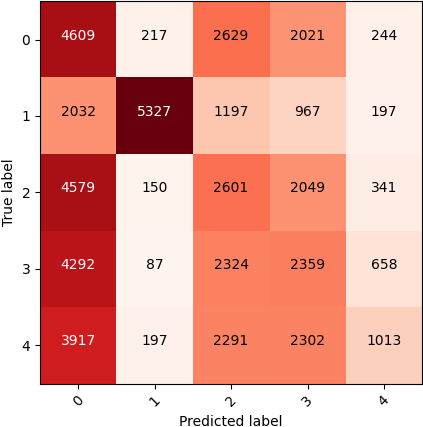 0 4609 217 2629 2021 244
1 2032 5327 1197 967 197
2 4579 150 2601 2049 341
3 4292 87 2324 2359 658
4 3917 197 2291 2302 1013
0 1 2 3 4
True label
Predicted label